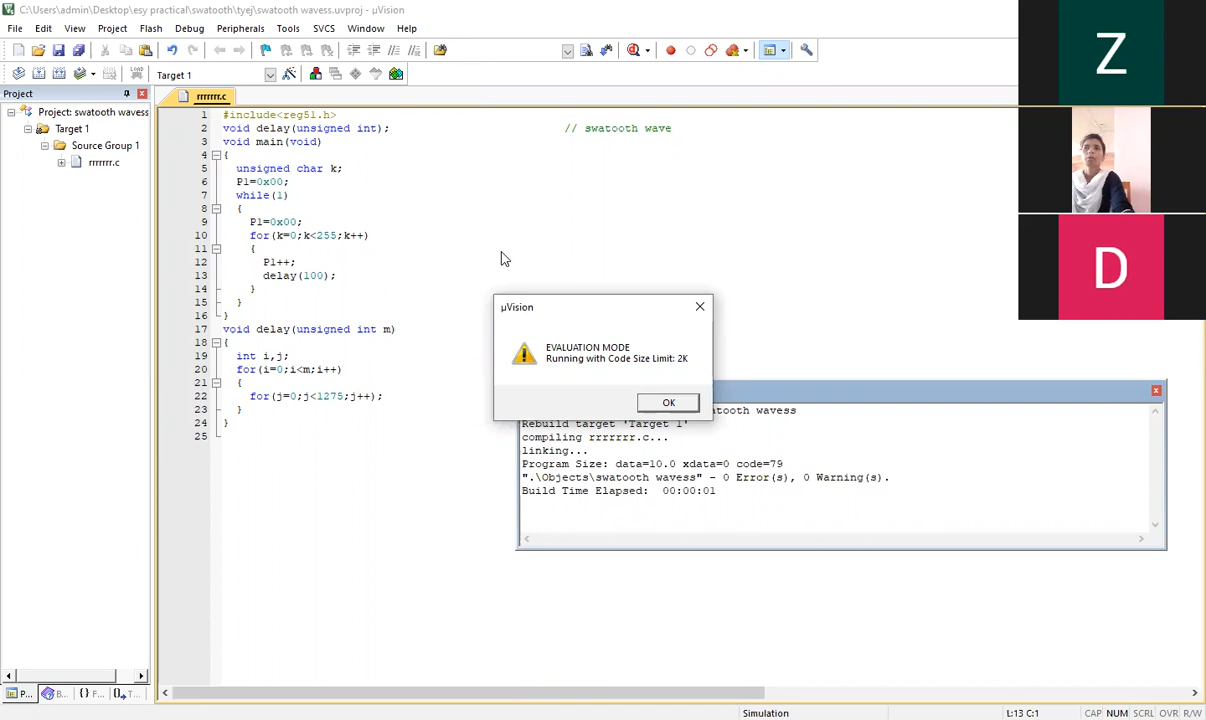 C:\Users\admin\Desktop\esy practical\swatooth\tyej\swatooth wavess.uvproj - µVision
File Edit View Project Flash Debug Peripherals Tools SVCS Window Help
LOAD
Target 1
Project
rrrrrrr.c
Project: swatooth wavess
Target 1
Source Group 1
rrrrrrr.c
1 #include<reg51.h>
2 void delay(unsigned int); // swatooth wave
3 void main(void)
4 {
5 unsigned char k;
6 P1=0x00;
7 while(1)
8 {
9 P1=0x00;
10 for(k=0;k<255;k++)
11 {
12 P1++;
13 delay(100);
14 }
15 }
16 }
17 void delay(unsigned int m)
18 {
19 int i,j;
20 for(i=0;i<m;i++)
21 {
22 for(j=0;j<1275;j++);
23 }
24 }
25
µVision
EVALUATION MODE
Running with Code Size Limit: 2K
OK
atooth wavess
Rebuild target 'Target 1'
compiling rrrrrrr.c...
linking...
Program Size: data=10.0 xdata=0 code=79
".\Objects\swatooth wavess" - 0 Error(s), 0 Warning(s).
Build Time Elapsed: 00:00:01
P... B... {} F... T...
Simulation L:13 C:1 CAP NUM SCRL OVR R/W
Z
D